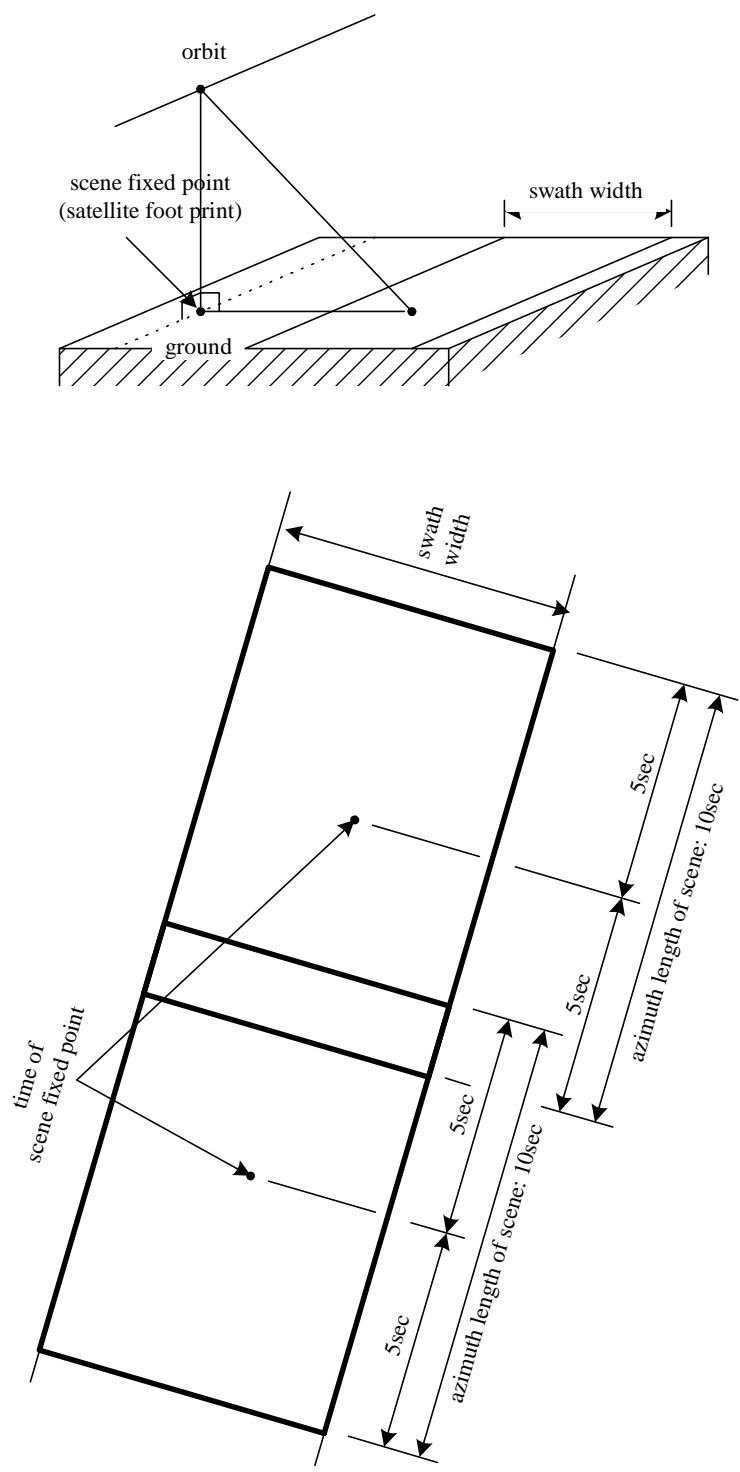 orbit
scene fixed point
(satellite foot print)
swath width
ground
swath
width
5sec
azimuth length of scene: 10sec
5sec
time of
scene fixed point
5sec
azimuth length of scene: 10sec
5sec